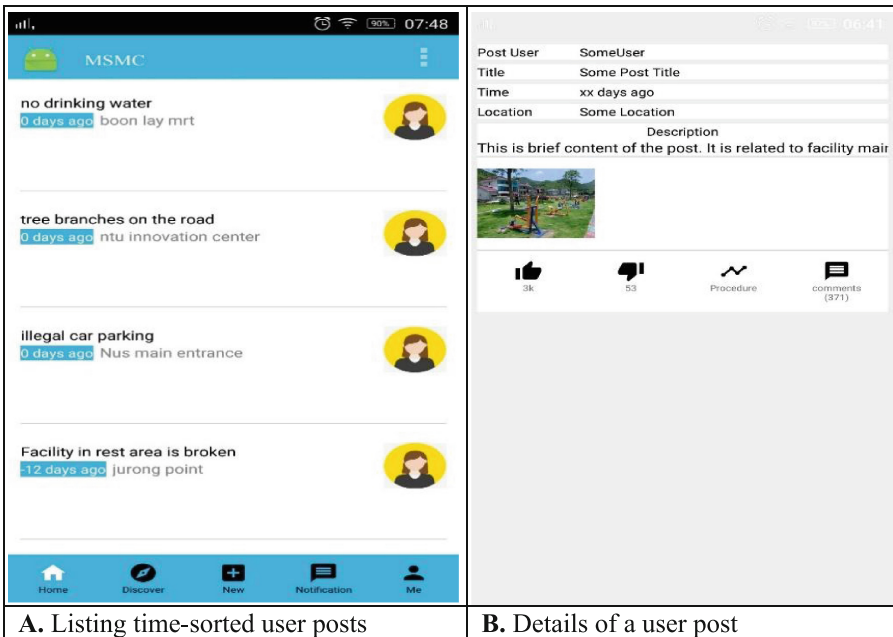 90% 07:48
MSMC
no drinking water
0 days ago boon lay mrt
tree branches on the road
0 days ago ntu innovation center
illegal car parking
0 days ago Nus main entrance
Facility in rest area is broken
-12 days ago jurong point
Home Discover New Notification Me
A. Listing time-sorted user posts
06:41
Post User SomeUser
Title Some Post Title
Time xx days ago
Location Some Location
Description
This is brief content of the post. It is related to facility mair
3k 53 Procedure comments
(371)
B. Details of a user post